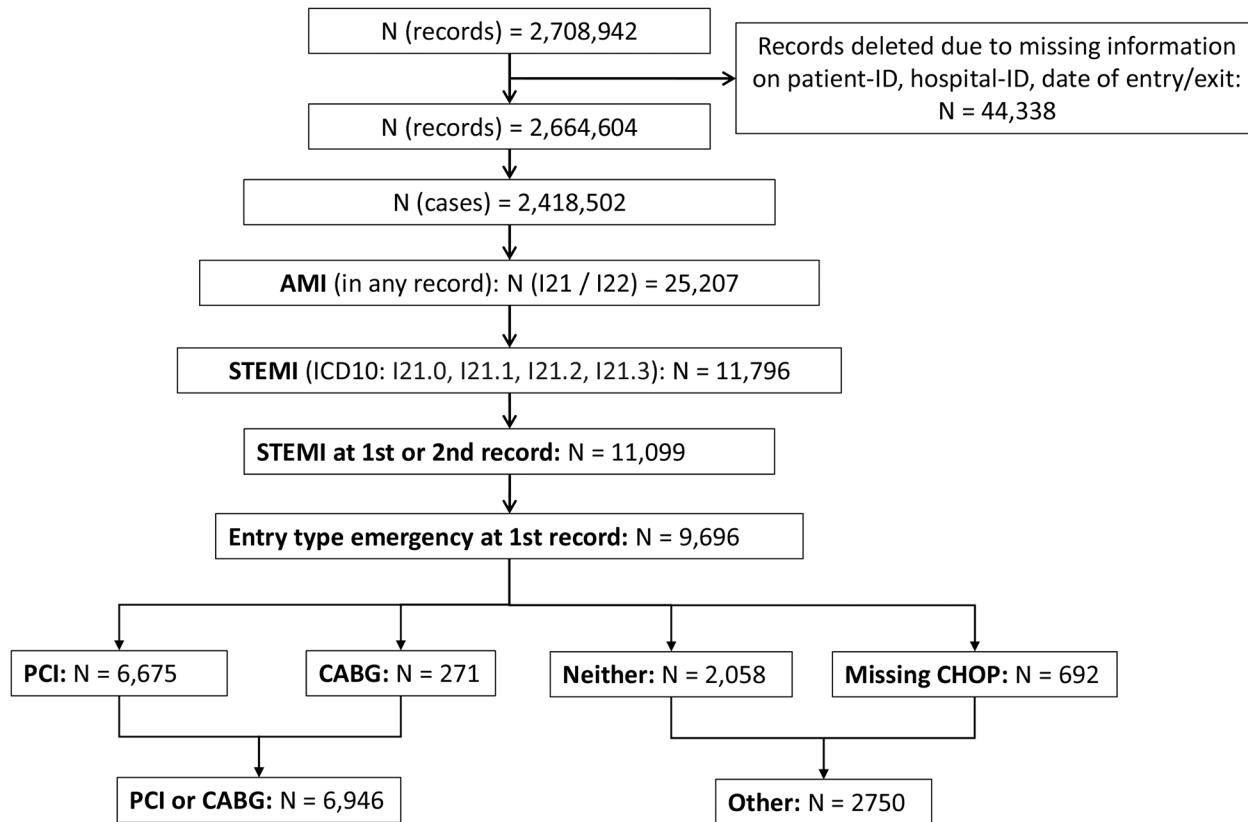 N (records) = 2,708,942
Records deleted due to missing information
on patient-ID, hospital-ID, date of entry/exit:
N = 44,338
N (records) = 2,664,604
N (cases) = 2,418,502
AMI (in any record): N (I21 / I22) = 25,207
STEMI (ICD10: I21.0, I21.1, I21.2, I21.3): N = 11,796
STEMI at 1st or 2nd record: N = 11,099
Entry type emergency at 1st record: N = 9,696
PCI: N = 6,675
CABG: N = 271
Neither: N = 2,058
Missing CHOP: N = 692
PCI or CABG: N = 6,946
Other: N = 2750